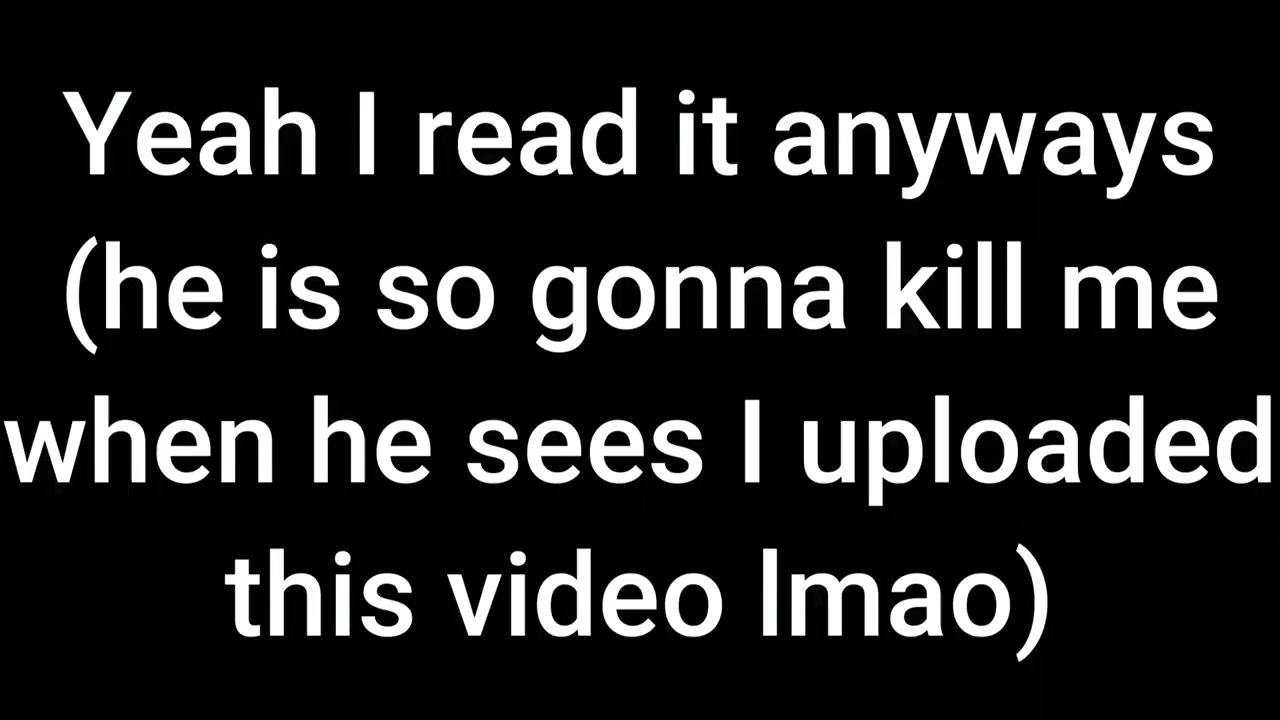 Yeah I read it anyways
(he is so gonna kill me
when he sees I uploaded
this video lmao)